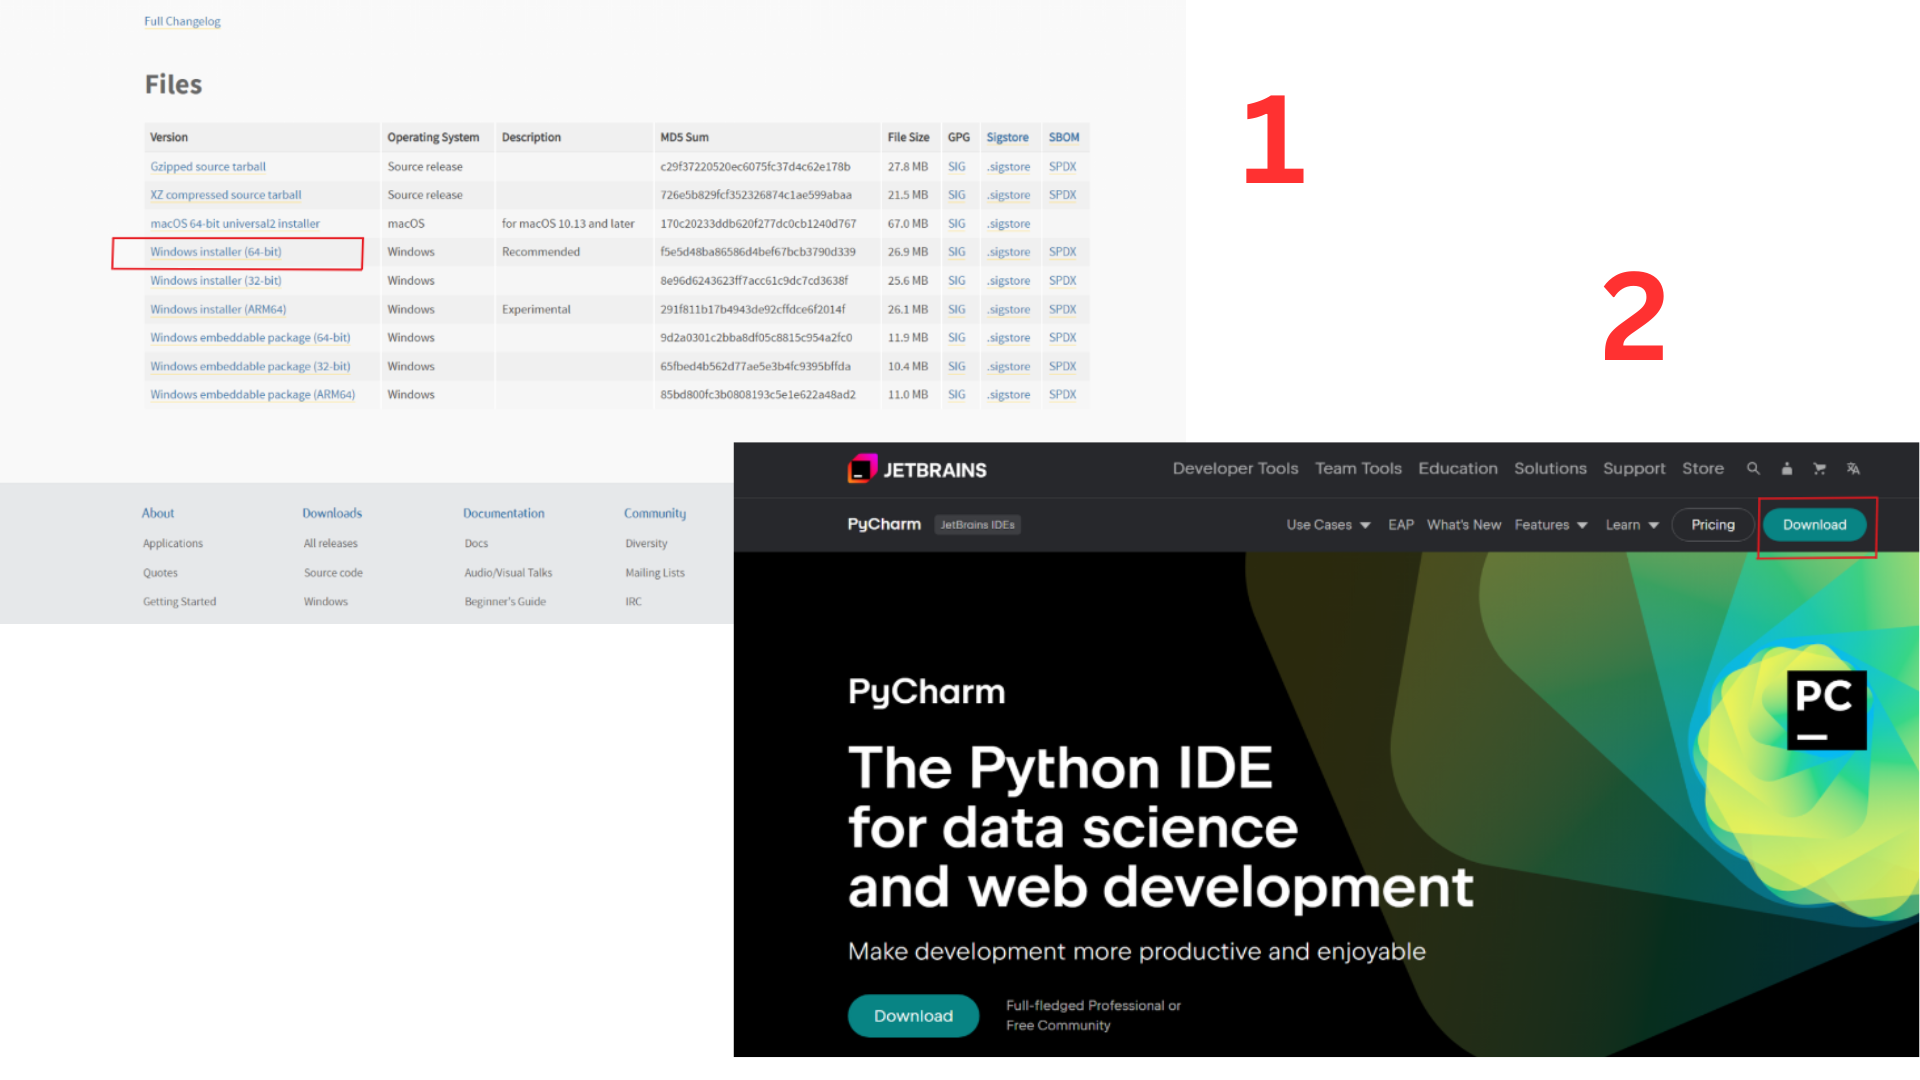 Full Changelog
Files
Version Operating System Description MD5 Sum File Size GPG Sigstore SBOM
Gzipped source tarball Source release c29f37220520ec6075fc37d4c62e178b 27.8 MB SIG .sigstore SPDX
XZ compressed source tarball Source release 726e5b829fcf352326874c1ae599abaa 21.5 MB SIG .sigstore SPDX
macOS 64-bit universal2 installer macOS for macOS 10.13 and later 170c20233ddb620f277dc0cb1240d767 67.0 MB SIG .sigstore
Windows installer (64-bit) Windows Recommended f5e5d48ba86586d4bef67bcb3790d339 26.9 MB SIG .sigstore SPDX
Windows installer (32-bit) Windows 8e96d6243623ff7acc61c9dc7cd3638f 25.6 MB SIG .sigstore SPDX
Windows installer (ARM64) Windows Experimental 291f811b17b4943de92cffdce6f2014f 26.1 MB SIG .sigstore SPDX
Windows embeddable package (64-bit) Windows 9d2a0301c2bba8df05c8815c954a2fc0 11.9 MB SIG .sigstore SPDX
Windows embeddable package (32-bit) Windows 65fbed4b562d77ae5e3b4fc9395bffda 10.4 MB SIG .sigstore SPDX
Windows embeddable package (ARM64) Windows 85bd800fc3b0808193c5e1e622a48ad2 11.0 MB SIG .sigstore SPDX
1
2
About Downloads Documentation Community
Applications All releases Docs Diversity
Quotes Source code Audio/Visual Talks Mailing Lists
Getting Started Windows Beginner's Guide IRC
JETBRAINS Developer Tools Team Tools Education Solutions Support Store
PyCharm JetBrains IDEs Use Cases EAP What's New Features Learn Pricing Download
PC
PyCharm
The Python IDE
for data science
and web development
Make development more productive and enjoyable
Download
Full-fledged Professional or
Free Community